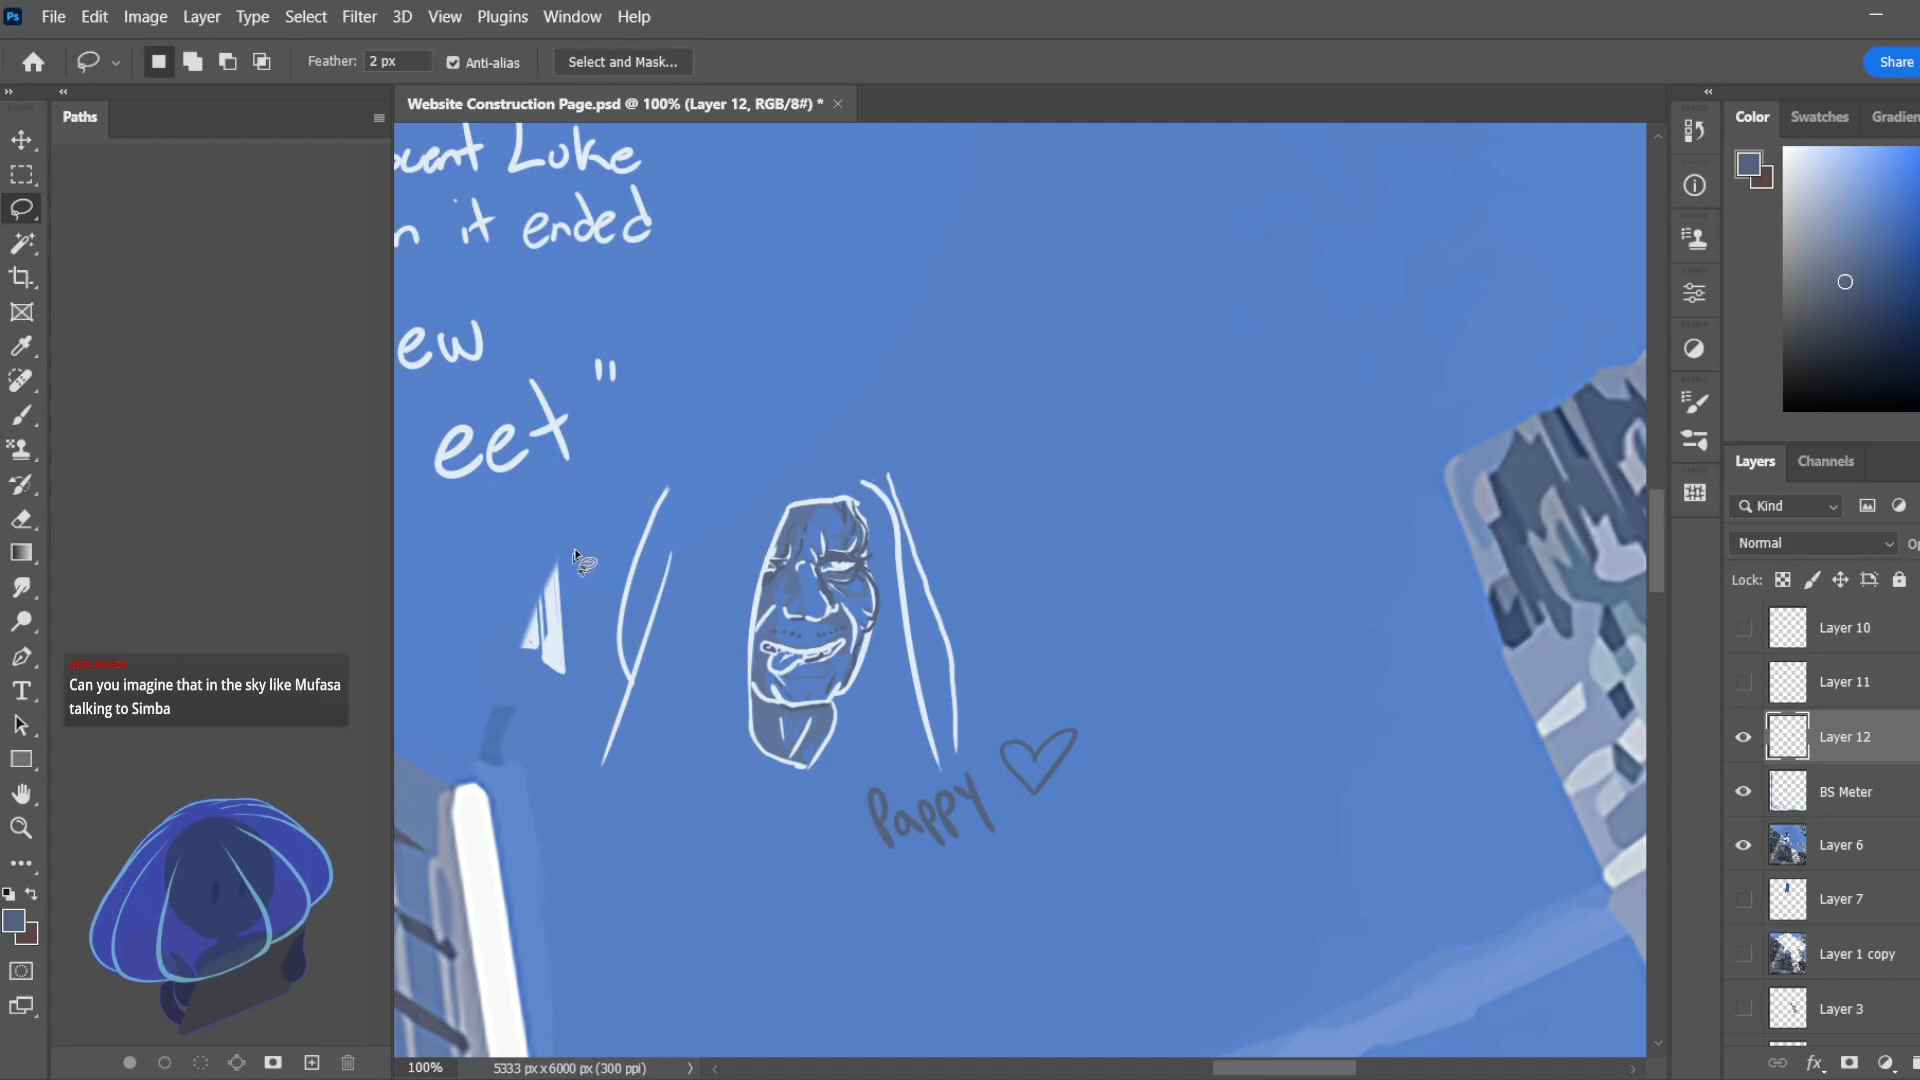 File Edit Image Layer Type Select Filter 3D View Plugins Window Help
Feather: 2 px Anti-alias Select and Mask... Share
Paths
Website Construction Page.psd @ 100% (Layer 12, RGB/8#) *
Color Swatches Gradien
Luke
it ended
ew
eet"
Pappy
Can you imagine that in the sky like Mufasa
talking to Simba
Layers Channels
Kind
Normal
Lock:
Layer 10
Layer 11
Layer 12
BS Meter
Layer 6
Layer 7
Layer 1 copy
Layer 3
100% 5333 px x 6000 px (300 ppi)